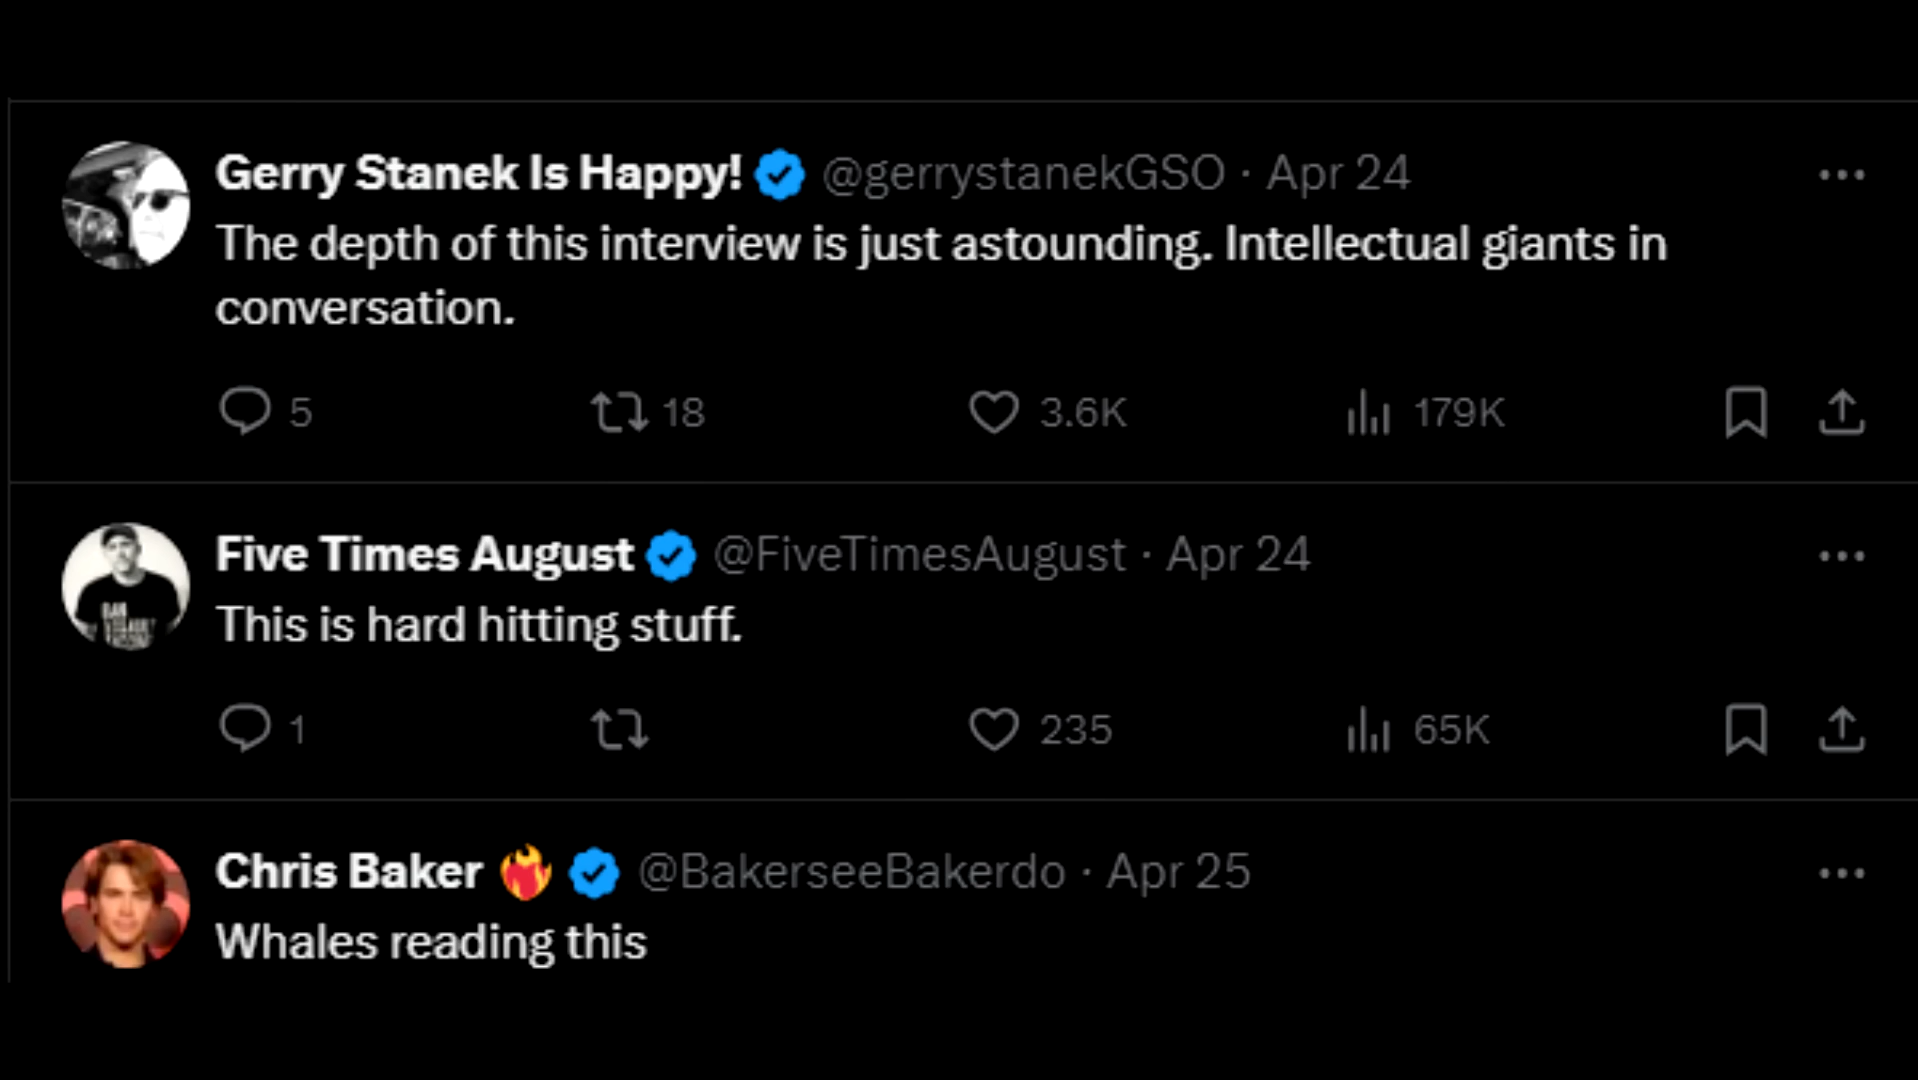 Gerry Stanek Is Happy! @gerrystanekGSO · Apr 24
The depth of this interview is just astounding. Intellectual giants in
conversation.
5 18 3.6K 179K
Five Times August @FiveTimesAugust · Apr 24
This is hard hitting stuff.
1 235 65K
Chris Baker ❤️‍🔥 @BakerseeBakerdo · Apr 25
Whales reading this